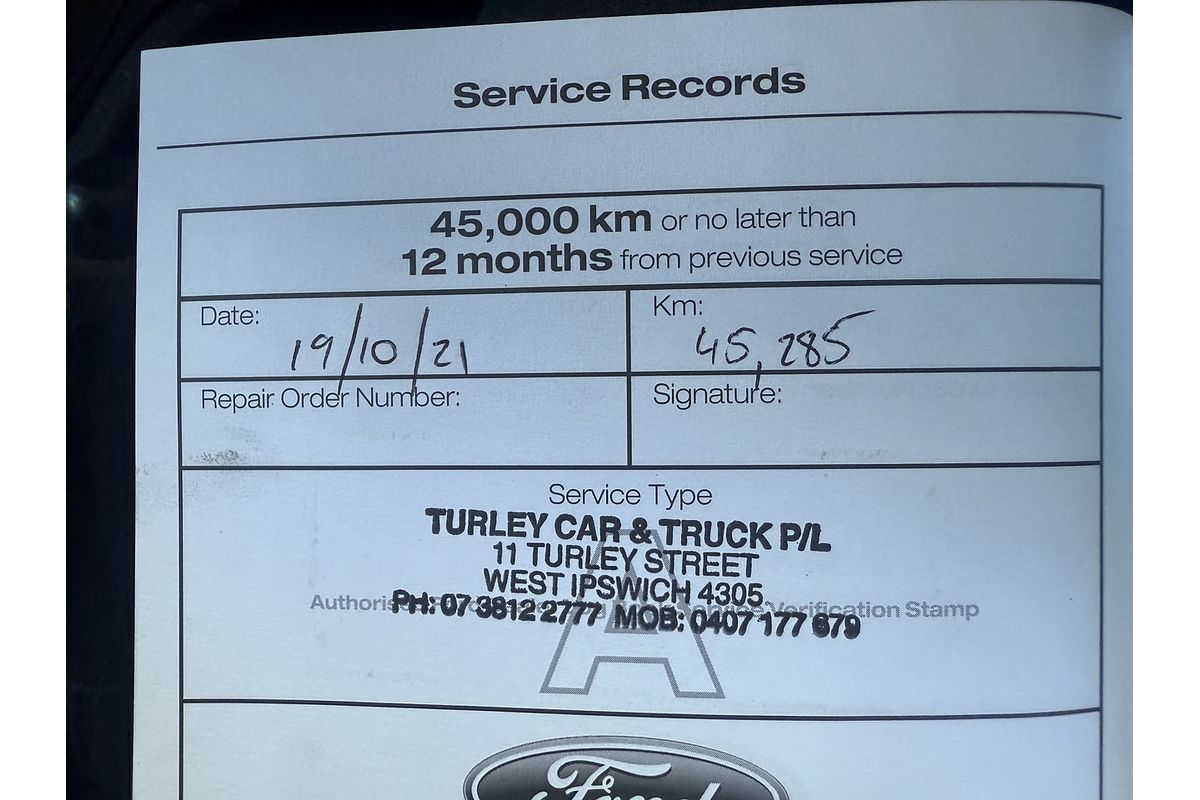 Service Records
45,000 km or no later than
12 months from previous service
Date:
19/10/21
Km:
45,285
Repair Order Number:
Signature:
Service Type
A
TURLEY CAR & TRUCK P/L
11 TURLEY STREET
WEST IPSWICH 4305
PH: 07 3812 2777 MOB: 0407 177 679
Verification Stamp
Ford